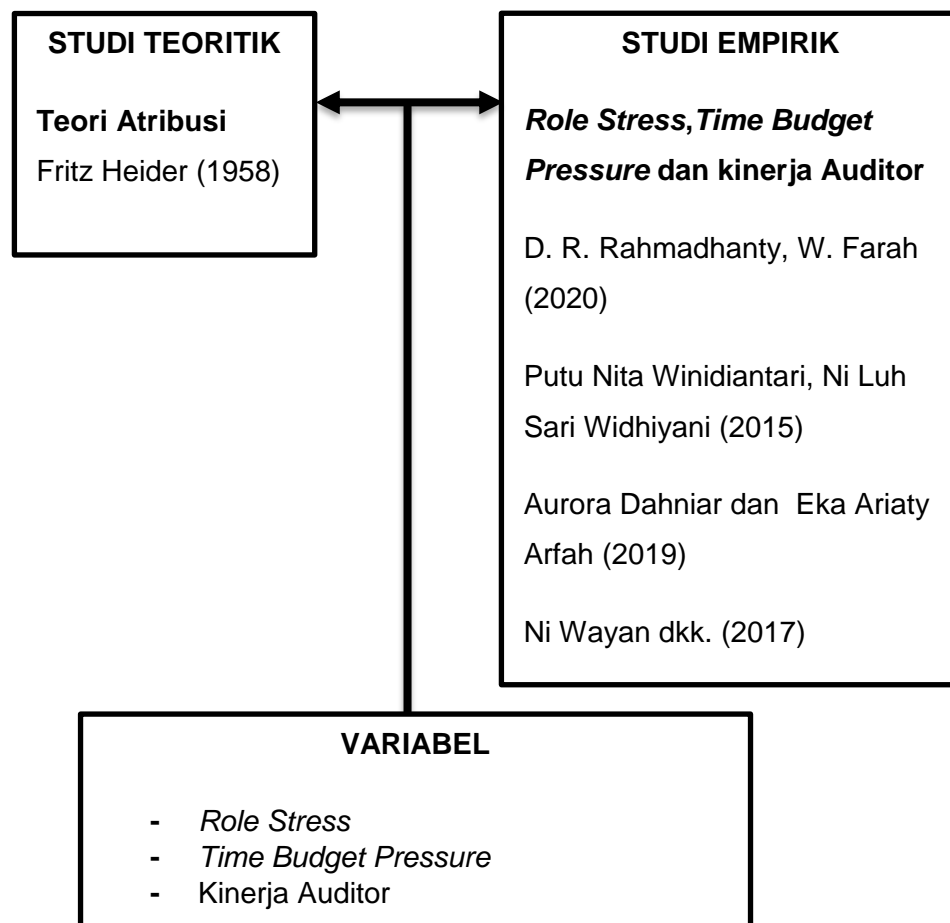 STUDI TEORITIK
Teori Atribusi
Fritz Heider (1958)
STUDI EMPIRIK
Role Stress,Time Budget
Pressure dan kinerja Auditor
D. R. Rahmadhanty, W. Farah
(2020)
Putu Nita Winidiantari, Ni Luh
Sari Widhiyani (2015)
Aurora Dahniar dan Eka Ariaty
Arfah (2019)
Ni Wayan dkk. (2017)
VARIABEL
- Role Stress
- Time Budget Pressure
- Kinerja Auditor